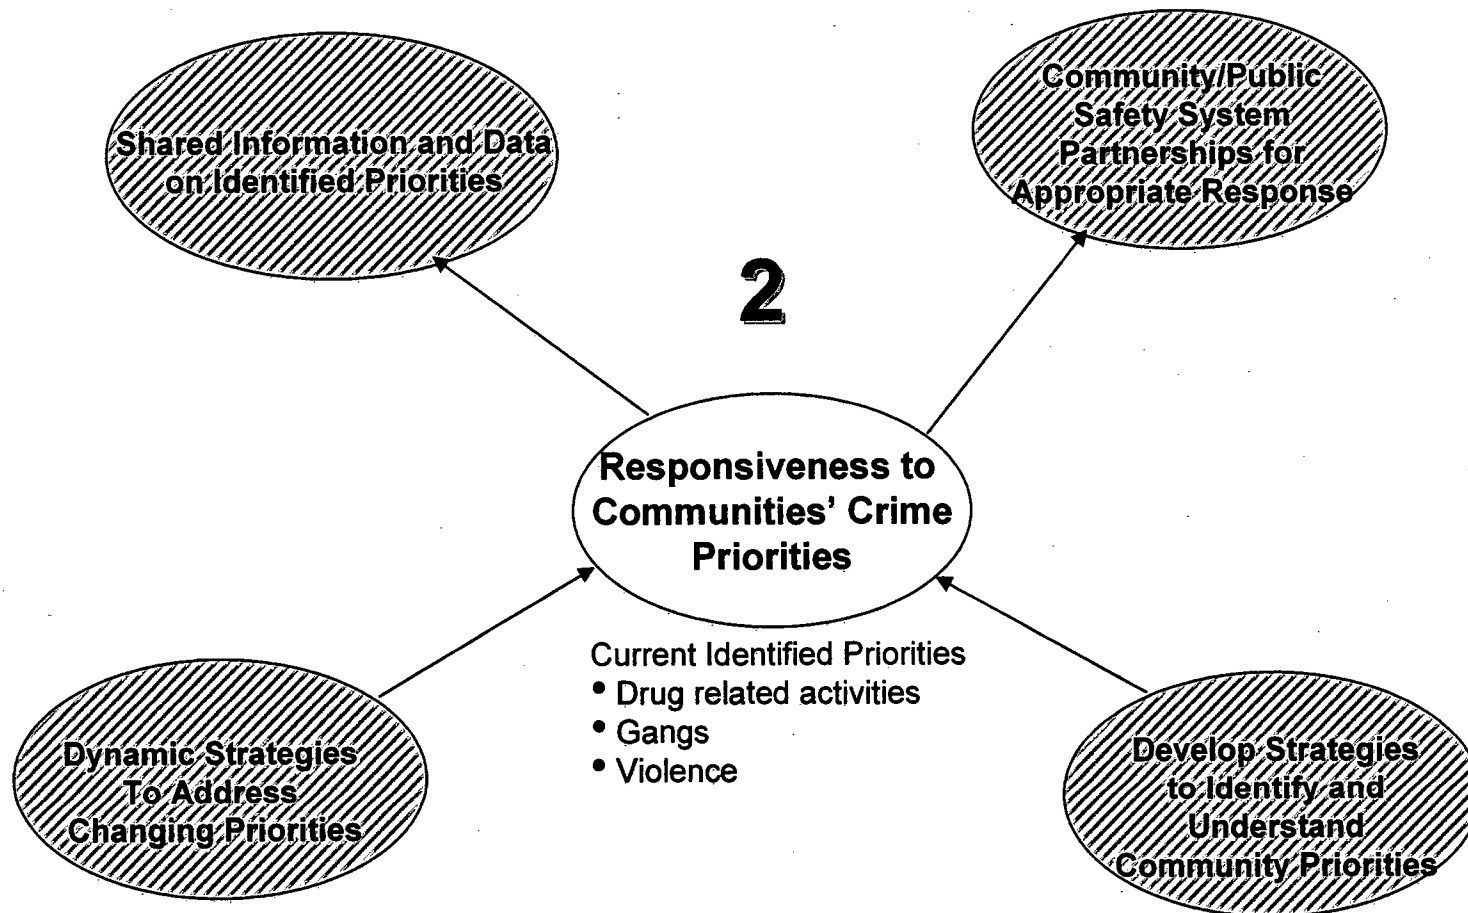 Shared Information and Data
on Identified Priorities
Community/Public
Safety System
Partnerships for
Appropriate Response
2
Responsiveness to
Communities’ Crime
Priorities
Current Identified Priorities
• Drug related activities
• Gangs
• Violence
Dynamic Strategies
To Address
Changing Priorities
Develop Strategies
to Identify and
Understand
Community Priorities